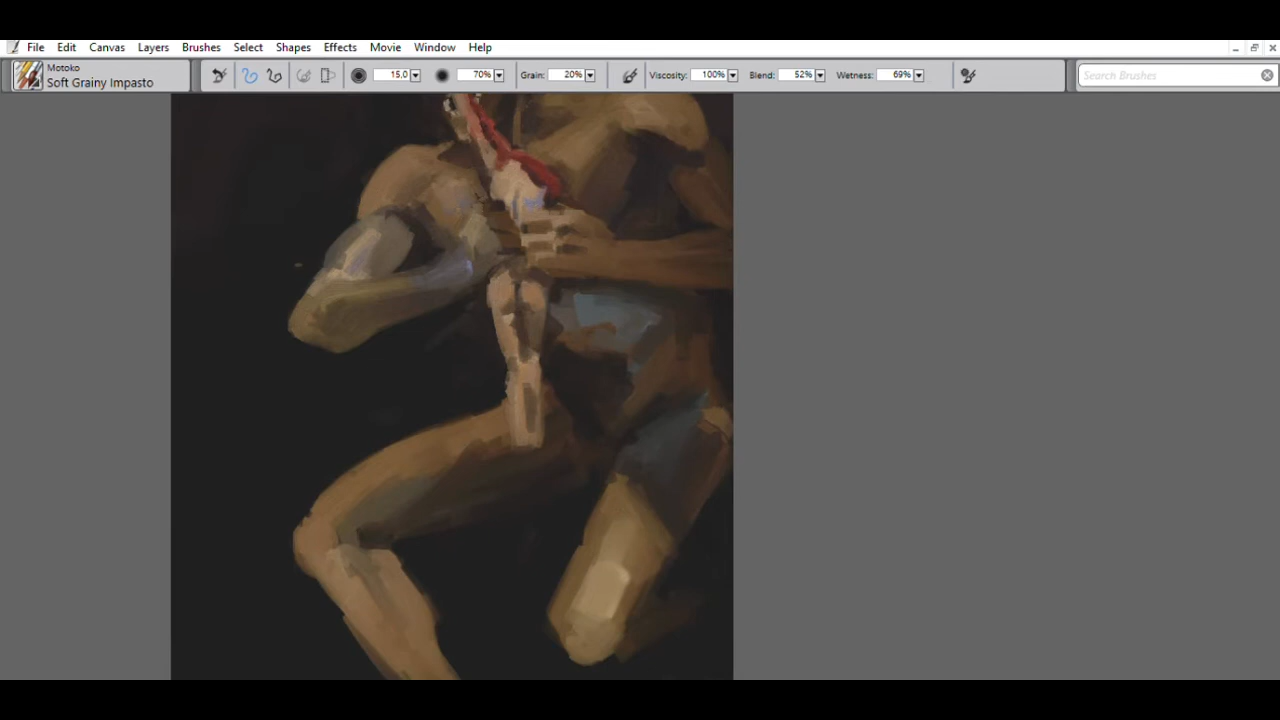 File Edit Canvas Layers Brushes Select Shapes Effects Movie Window Help
Motoko
Soft Grainy Impasto
15,0 70% Grain: 20% Viscosity: 100% Blend: 52% Wetness: 69%
Search Brushes